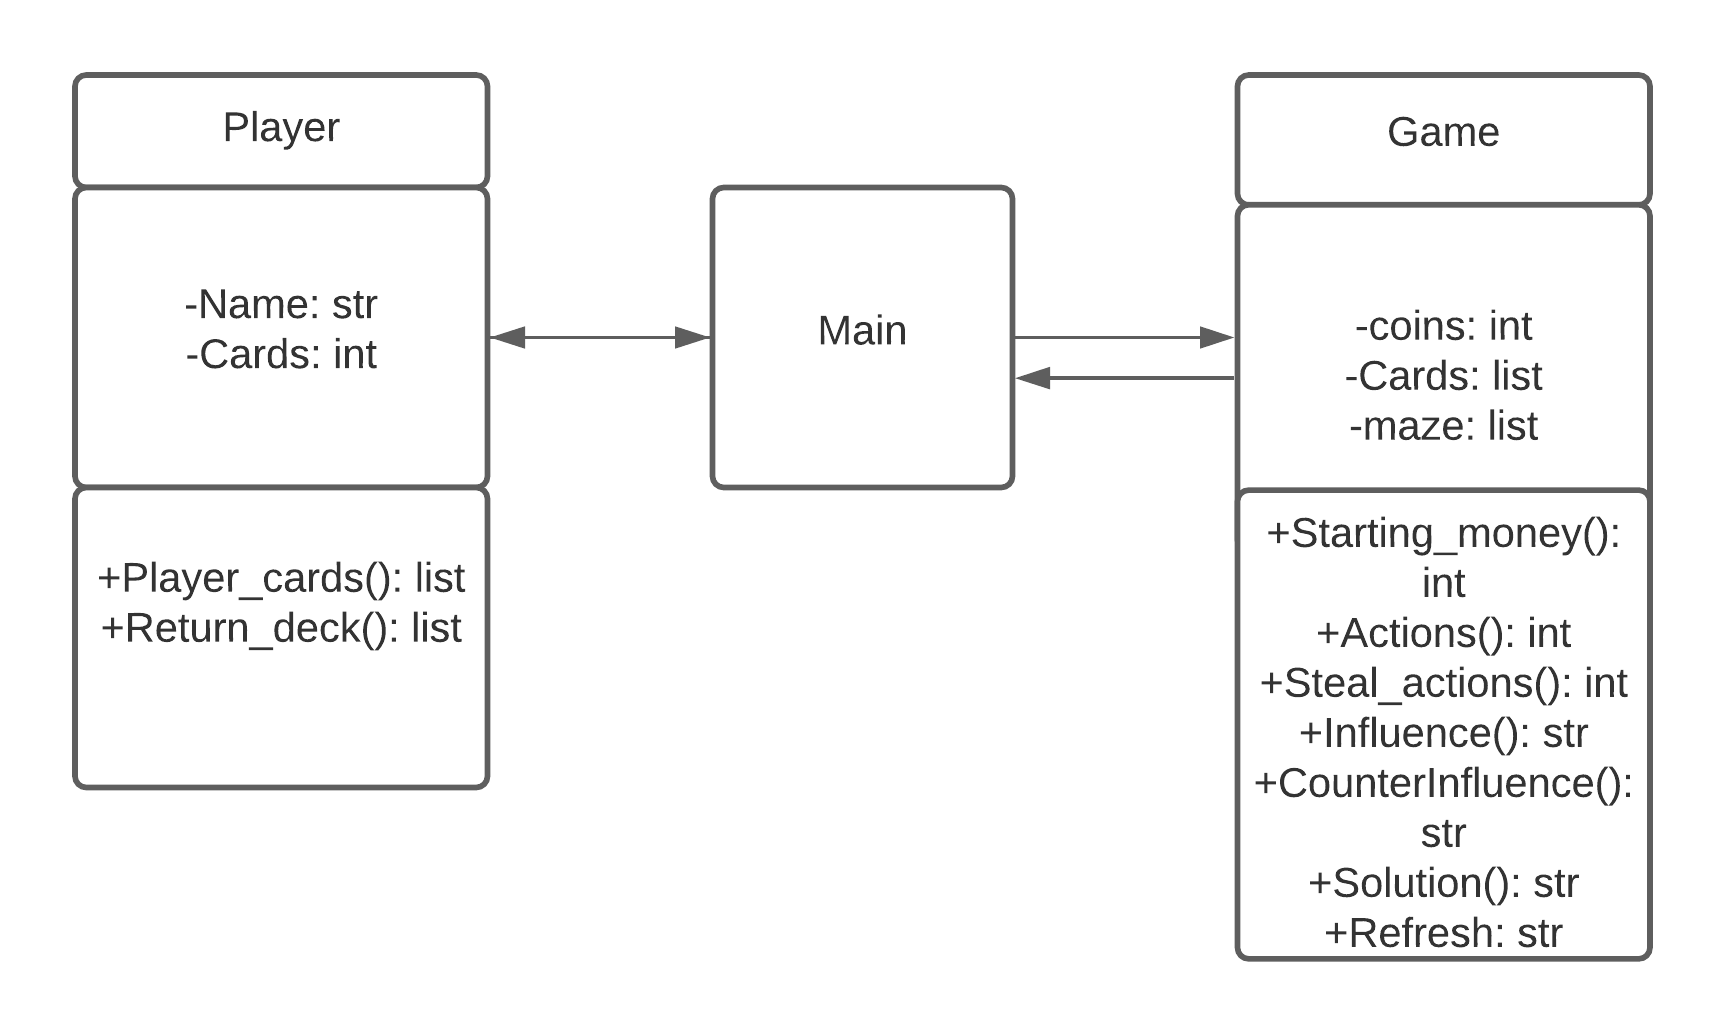 Player
-Name: str
-Cards: int
+Player_cards(): list
+Return_deck(): list
Main
Game
-coins: int
-Cards: list
-maze: list
+Starting_money():
int
+Actions(): int
+Steal_actions(): int
+Influence(): str
+CounterInfluence():
str
+Solution(): str
+Refresh: str